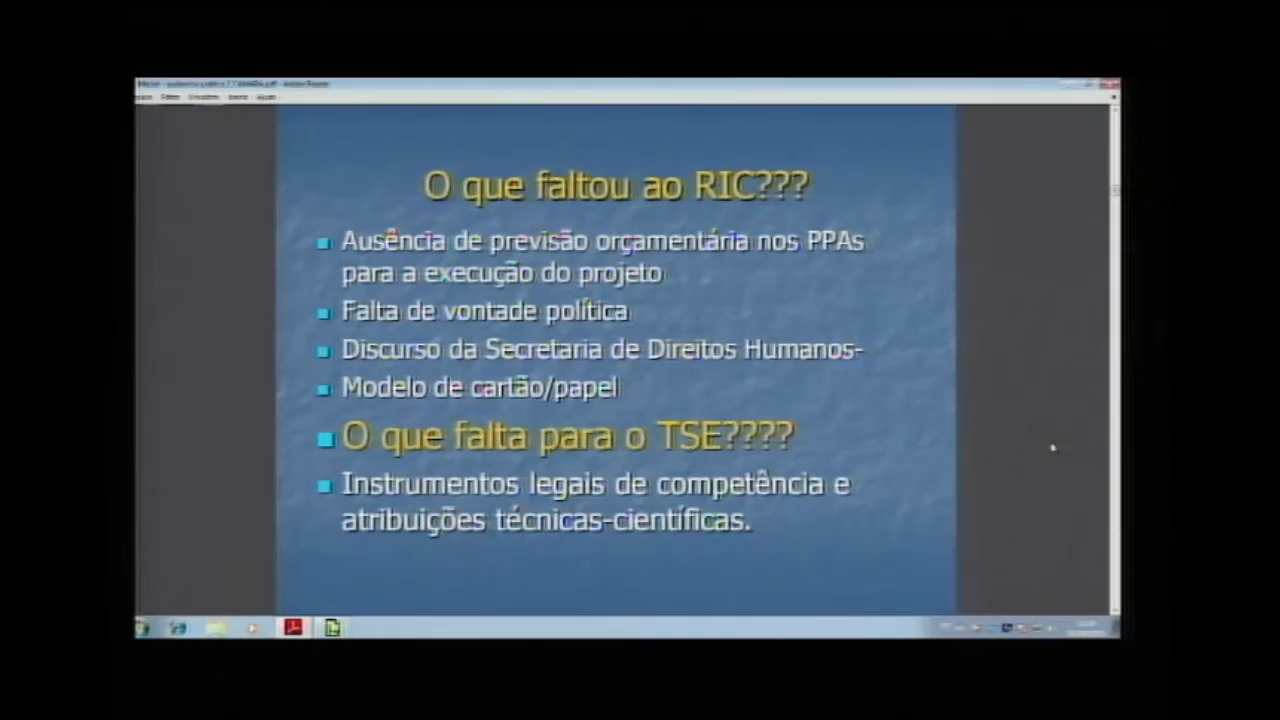 O que faltou ao RIC???
Ausência de previsão orçamentária nos PPAs
para a execução do projeto
Falta de vontade política
Discurso da Secretaria de Direitos Humanos-
Modelo de cartão/papel
O que falta para o TSE????
Instrumentos legais de competência e
atribuições técnicas-científicas.